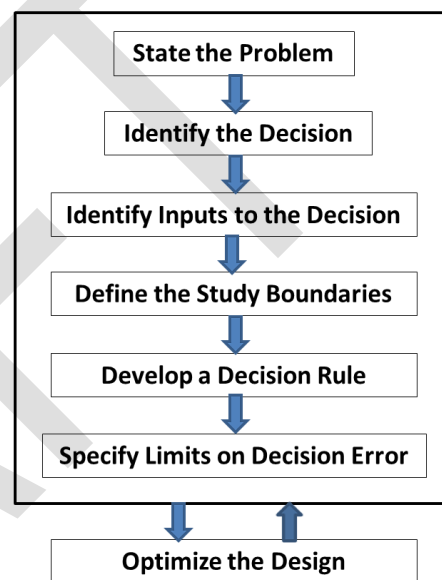 State the Problem
Identify the Decision
Identify Inputs to the Decision
Define the Study Boundaries
Develop a Decision Rule
Specify Limits on Decision Error
Optimize the Design